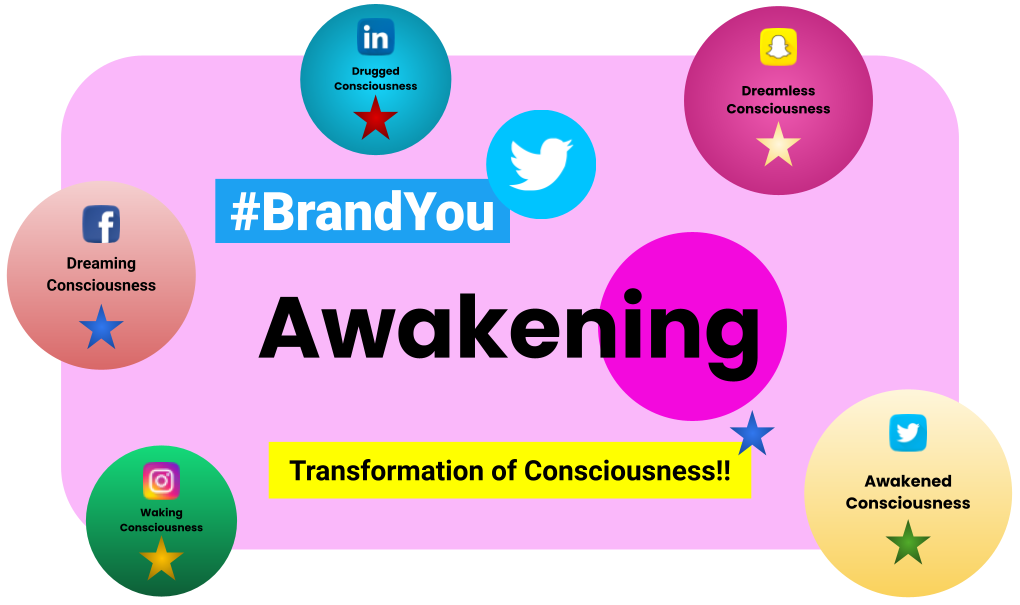 in
Drugged
Consciousness
Dreamless
Consciousness
#BrandYou
f
Dreaming
Consciousness
Awakening
Transformation of Consciousness!!
Awakened
Consciousness
Waking
Consciousness